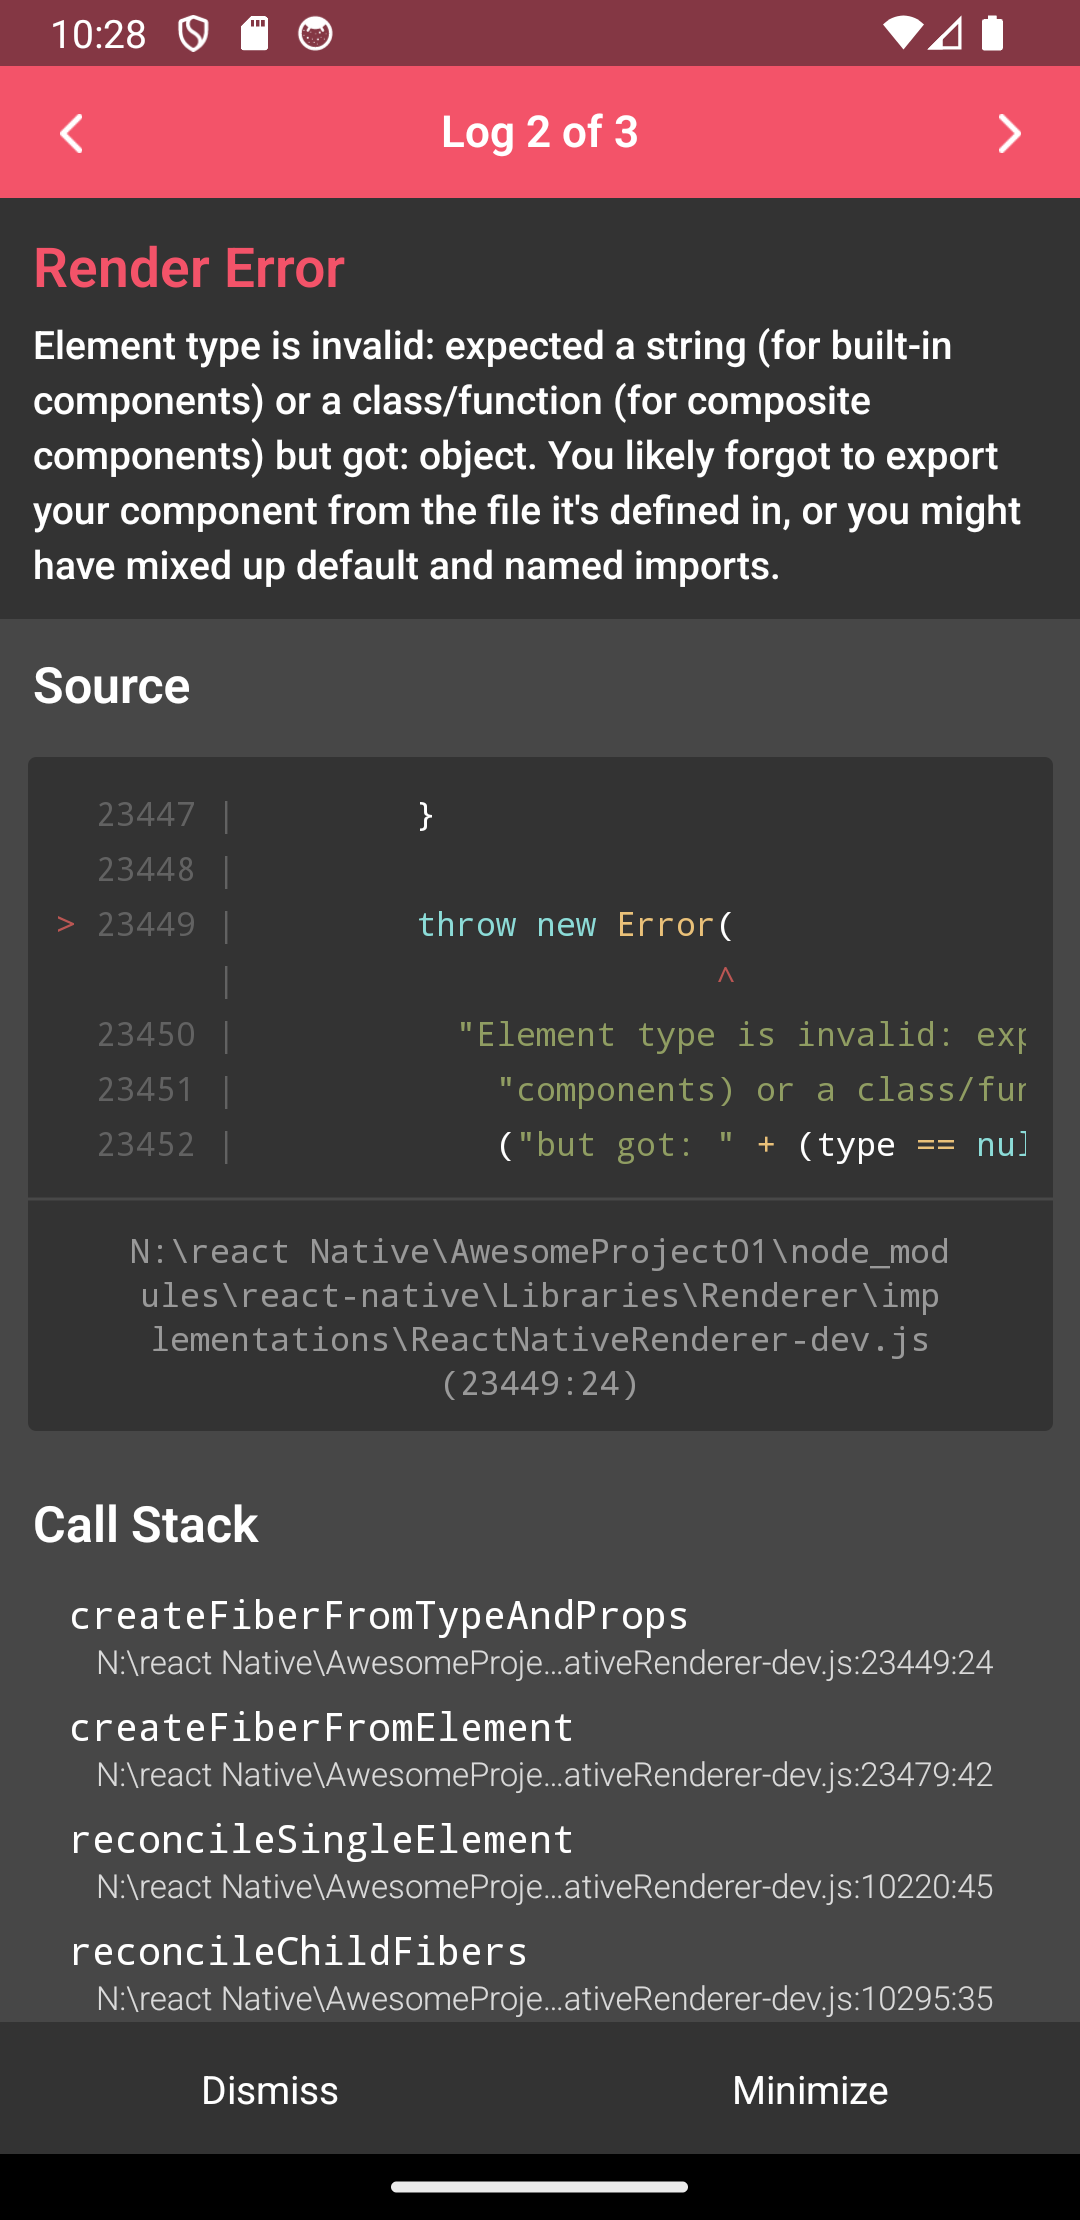 10:28
Log 2 of 3
Render Error
Element type is invalid: expected a string (for built-in
components) or a class/function (for composite
components) but got: object. You likely forgot to export
your component from the file it's defined in, or you might
have mixed up default and named imports.
Source
23447 |         }
23448 |
> 23449 |         throw new Error(
|                        ^
23450 |           "Element type is invalid: exp
23451 |             "components) or a class/fun
23452 |             ("but got: " + (type == nul
N:\react Native\AwesomeProject01\node_mod
ules\react-native\Libraries\Renderer\imp
lementations\ReactNativeRenderer-dev.js
(23449:24)
Call Stack
createFiberFromTypeAndProps
N:\react Native\AwesomeProje...ativeRenderer-dev.js:23449:24
createFiberFromElement
N:\react Native\AwesomeProje...ativeRenderer-dev.js:23479:42
reconcileSingleElement
N:\react Native\AwesomeProje...ativeRenderer-dev.js:10220:45
reconcileChildFibers
N:\react Native\AwesomeProje...ativeRenderer-dev.js:10295:35
Dismiss
Minimize